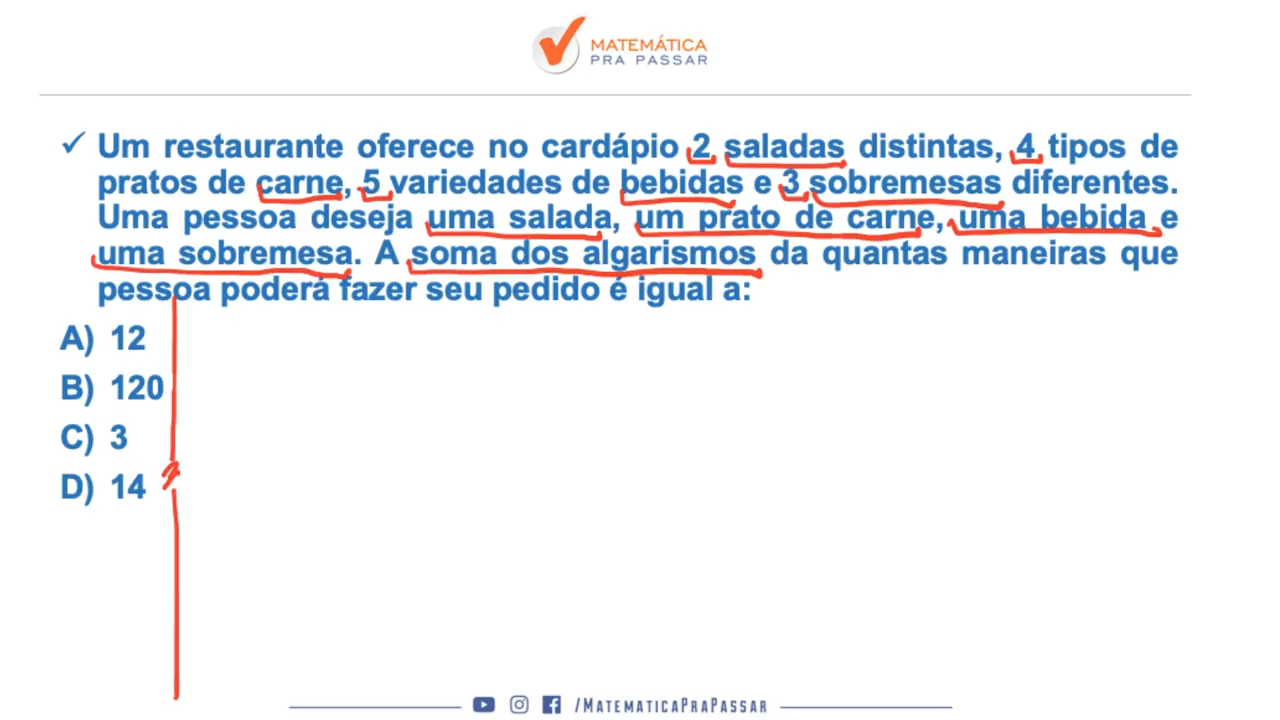 MATEMÁTICA
PRA PASSAR
✓ Um restaurante oferece no cardápio 2 saladas distintas, 4 tipos de
pratos de carne, 5 variedades de bebidas e 3 sobremesas diferentes.
Uma pessoa deseja uma salada, um prato de carne, uma bebida e
uma sobremesa. A soma dos algarismos da quantas maneiras que
pessoa poderá fazer seu pedido é igual a:
A) 12
B) 120
C) 3
D) 14
/MATEMATICAPRAPASSAR